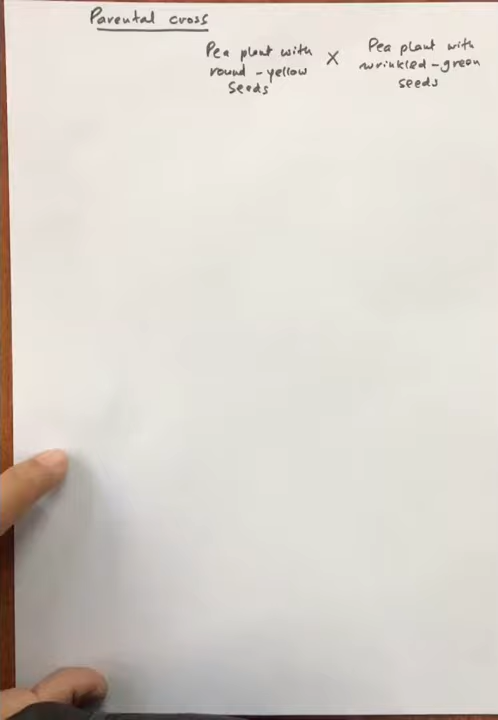 Parental cross
Pea plant with × Pea plant with
round-yellow wrinkled-green
seeds seeds